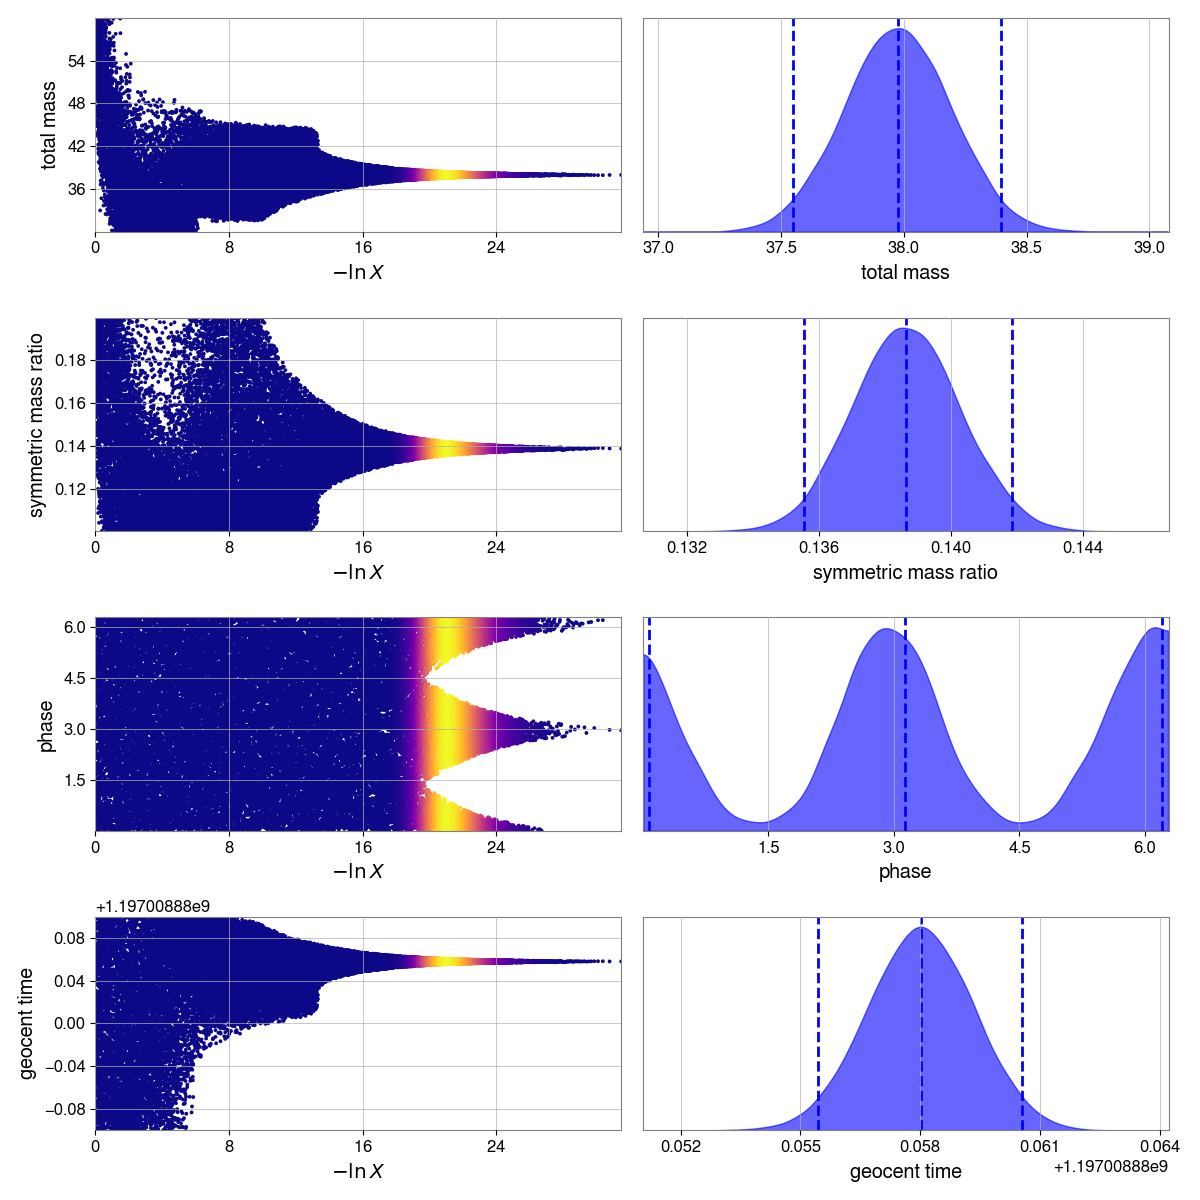 total mass
54
48
42
36
0 8 16 24
−ln X
37.0 37.5 38.0 38.5 39.0
total mass
symmetric mass ratio
0.18
0.16
0.14
0.12
0 8 16 24
−ln X
0.132 0.136 0.140 0.144
symmetric mass ratio
phase
6.0
4.5
3.0
1.5
0 8 16 24
−ln X
1.5 3.0 4.5 6.0
phase
+1.19700888e9
geocent time
0.08
0.04
0.00
−0.04
−0.08
0 8 16 24
−ln X
0.052 0.055 0.058 0.061 0.064
geocent time
+1.19700888e9